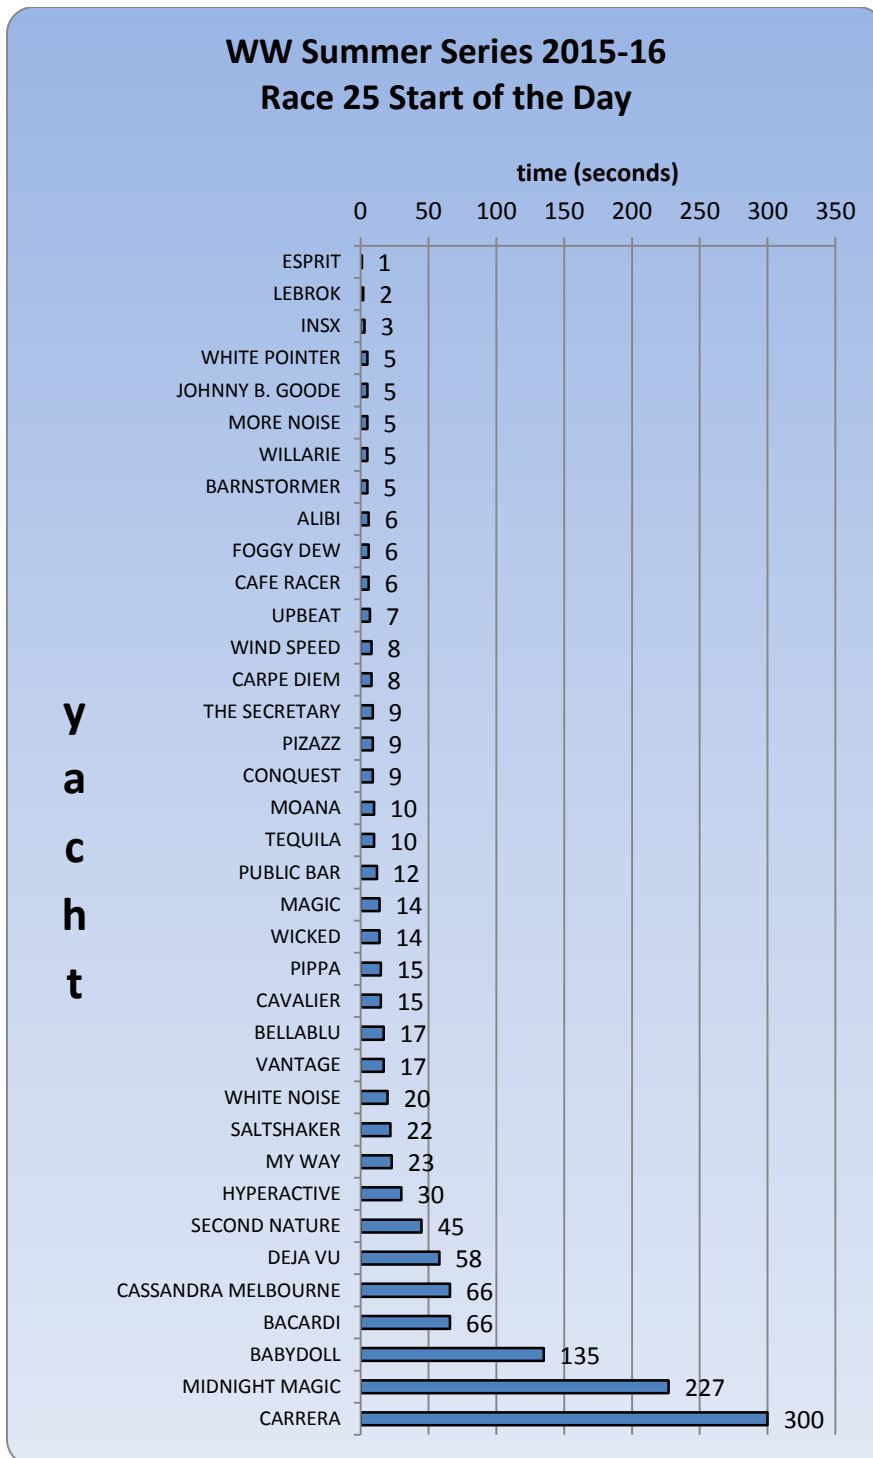 WW Summer Series 2015-16
Race 25 Start of the Day
time (seconds)
0 50 100 150 200 250 300 350
ESPRIT 1
LEBROK 2
INSX 3
WHITE POINTER 5
JOHNNY B. GOODE 5
MORE NOISE 5
WILLARIE 5
BARNSTORMER 5
ALIBI 6
FOGGY DEW 6
CAFE RACER 6
UPBEAT 7
WIND SPEED 8
CARPE DIEM 8
THE SECRETARY 9
PIZAZZ 9
CONQUEST 9
MOANA 10
TEQUILA 10
PUBLIC BAR 12
MAGIC 14
WICKED 14
PIPPA 15
CAVALIER 15
BELLABLU 17
VANTAGE 17
WHITE NOISE 20
SALTSHAKER 22
MY WAY 23
HYPERACTIVE 30
SECOND NATURE 45
DEJA VU 58
CASSANDRA MELBOURNE 66
BACARDI 66
BABYDOLL 135
MIDNIGHT MAGIC 227
CARRERA 300
yacht